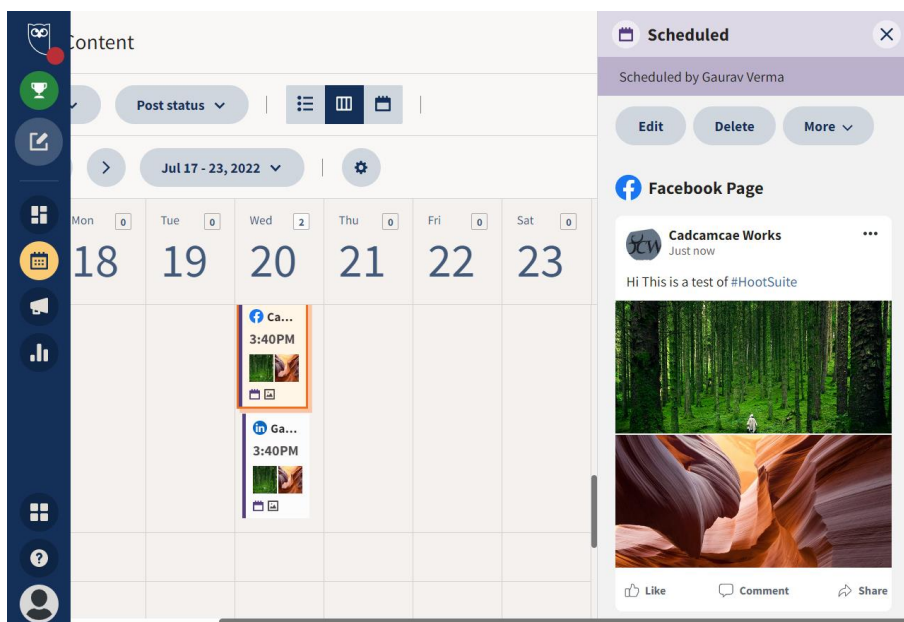 Content
Post status
Jul 17 - 23, 2022
Mon 0
Tue 0
Wed 2
Thu 0
Fri 0
Sat 0
18
19
20
21
22
23
Ca...
3:40PM
in Ga...
3:40PM
?
Scheduled
Scheduled by Gaurav Verma
Edit
Delete
More
Facebook Page
Cadcamcae Works
Just now
Hi This is a test of #HootSuite
Like
Comment
Share